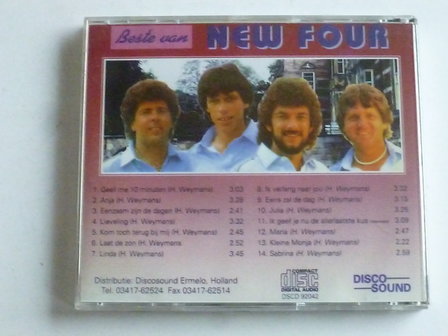 Beste van NEW FOUR
1. Geef me 10 minuten (H. Weymans) 3:03
2. Anja (H. Weymans) 3:28
3. Eenzaam zijn de dagen (H. Weymans) 2:41
4. Lieveling (H. Weymans) 3:32
5. Kom toch terug bij mij (H. Weymans) 2:45
6. Laat de zon (H. Weymans) 2:52
7. Linda (H. Weymans) 3:45
8. Ik verlang naar jou (H. Weymans) 3:32
9. Eens zal de dag (H. Weymans) 3:15
10. Julia (H. Weymans) 3:25
11. Ik geef je nu de allerlaatste kus 3:09
12. Maria (H. Weymans) 2:47
13. Kleine Monja (H. Weymans) 2:22
14. Sabrina (H. Weymans) 2:59
Distributie: Discosound Ermelo, Holland
Tel. 03417-62524 Fax 03417-62514
COMPACT
disc
DIGITAL AUDIO
DSCD 92042
DISCO
SOUND